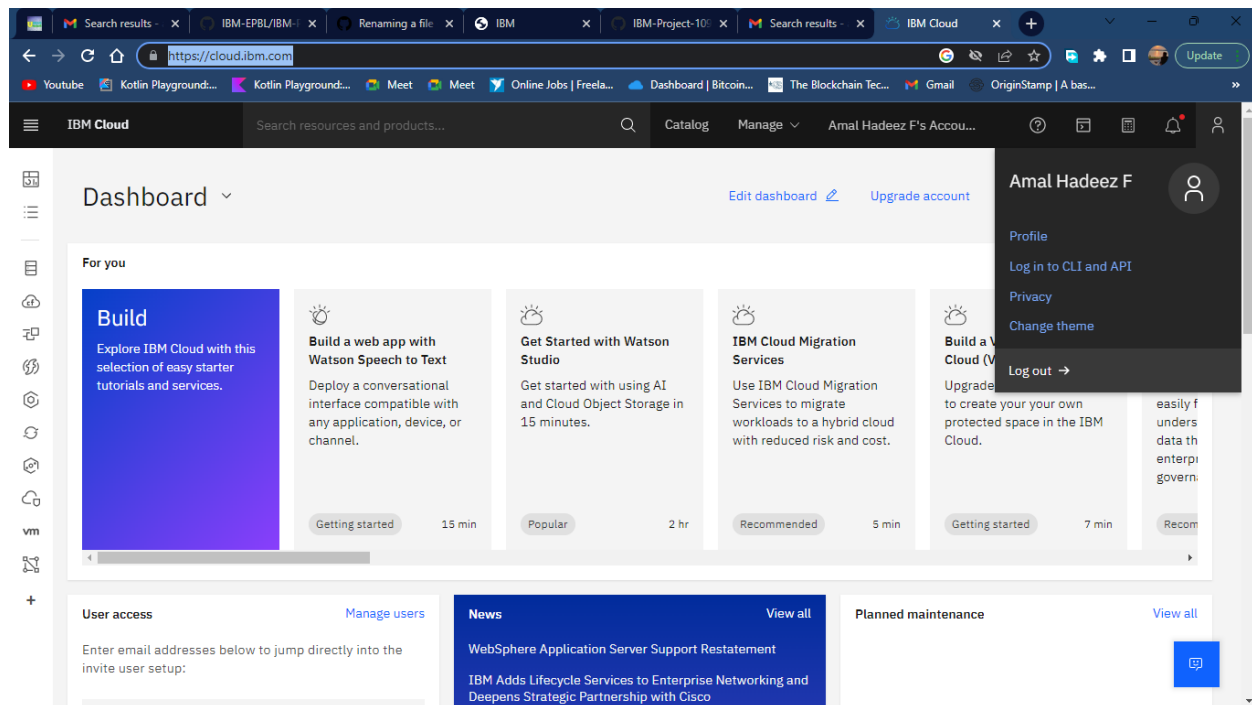 Search results -
IBM-EPBL/IBM-F
Renaming a file
IBM
IBM-Project-109
Search results -
IBM Cloud
https://cloud.ibm.com
Update
Youtube
Kotlin Playground:...
Kotlin Playground:...
Meet
Meet
Online Jobs | Freela...
Dashboard | Bitcoin...
The Blockchain Tec...
Gmail
OriginStamp | A bas...
»
IBM Cloud
Search resources and products...
Catalog
Manage
Amal Hadeez F's Accou...
Dashboard
Edit dashboard
Upgrade account
Amal Hadeez F
Profile
Log in to CLI and API
Privacy
Change theme
Log out →
For you
Build
Explore IBM Cloud with this
selection of easy starter
tutorials and services.
Build a web app with
Watson Speech to Text
Deploy a conversational
interface compatible with
any application, device, or
channel.
Getting started
15 min
Get Started with Watson
Studio
Get started with using AI
and Cloud Object Storage in
15 minutes.
Popular
2 hr
IBM Cloud Migration
Services
Use IBM Cloud Migration
Services to migrate
workloads to a hybrid cloud
with reduced risk and cost.
Recommended
5 min
Build a V
Cloud (V
Upgrade
to create your your own
protected space in the IBM
Cloud.
Getting started
7 min
easily f
unders
data th
enterpr
govern
Recom
vm
User access
Manage users
Enter email addresses below to jump directly into the
invite user setup:
News
View all
WebSphere Application Server Support Restatement
IBM Adds Lifecycle Services to Enterprise Networking and
Deepens Strategic Partnership with Cisco
Planned maintenance
View all